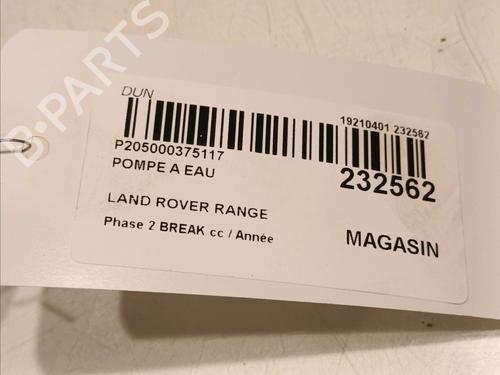 B-PARTS
DUN
19210401 232562
P205000375117
POMPE A EAU
232562
LAND ROVER RANGE
Phase 2 BREAK cc / Année
MAGASIN